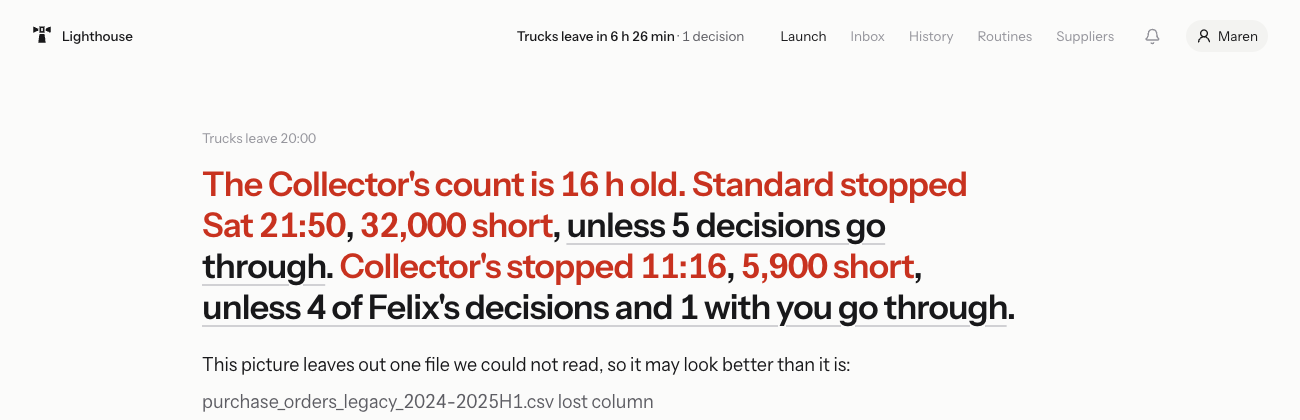 Lighthouse
Trucks leave in 6 h 26 min · 1 decision
Launch
Inbox
History
Routines
Suppliers
Maren
Trucks leave 20:00
The Collector's count is 16 h old. Standard stopped
Sat 21:50, 32,000 short, unless 5 decisions go
through. Collector's stopped 11:16, 5,900 short,
unless 4 of Felix's decisions and 1 with you go through.
This picture leaves out one file we could not read, so it may look better than it is:
purchase_orders_legacy_2024-2025H1.csv lost column